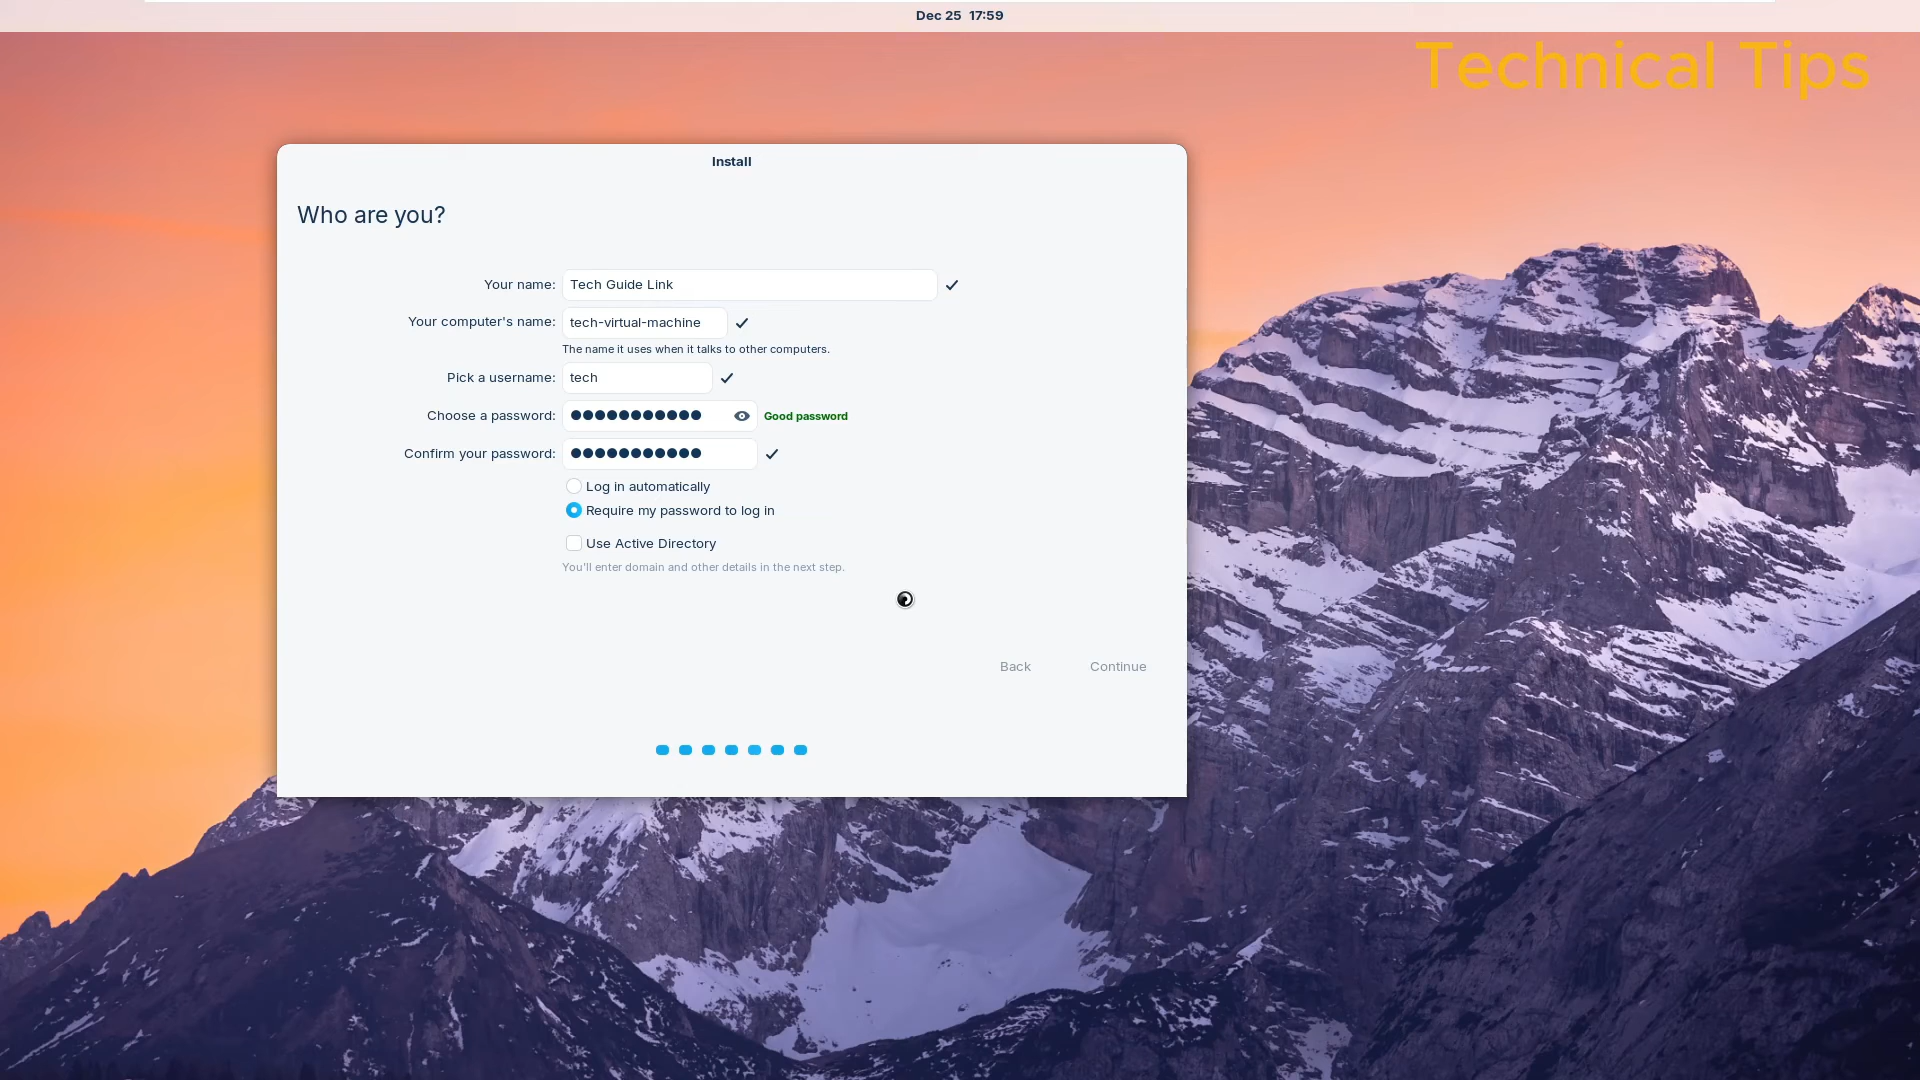 Dec 25 17:59
Technical Tips
Install
Who are you?
Your name: Tech Guide Link
Your computer's name: tech-virtual-machine
The name it uses when it talks to other computers.
Pick a username: tech
Choose a password: ●●●●●●●●●●● Good password
Confirm your password: ●●●●●●●●●●●
Log in automatically
Require my password to log in
Use Active Directory
You'll enter domain and other details in the next step.
Back Continue